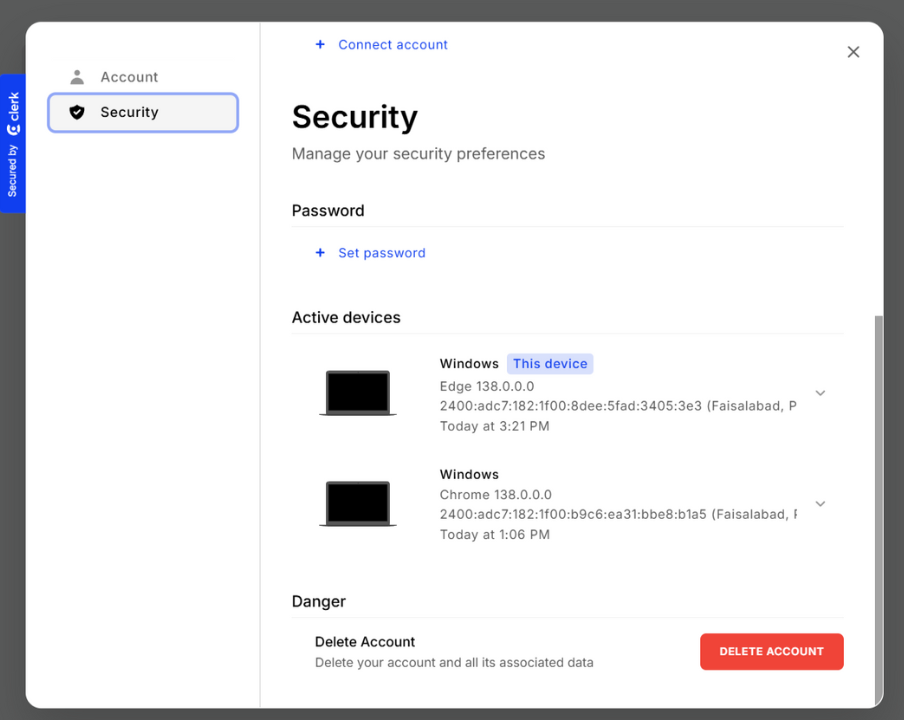 Secured by clerk
Account
Security
+ Connect account
Security
Manage your security preferences
Password
+ Set password
Active devices
Windows This device
Edge 138.0.0.0
2400:adc7:182:1f00:8dee:5fad:3405:3e3 (Faisalabad, P
Today at 3:21 PM
Windows
Chrome 138.0.0.0
2400:adc7:182:1f00:b9c6:ea31:bbe8:b1a5 (Faisalabad,
Today at 1:06 PM
Danger
Delete Account
Delete your account and all its associated data
DELETE ACCOUNT